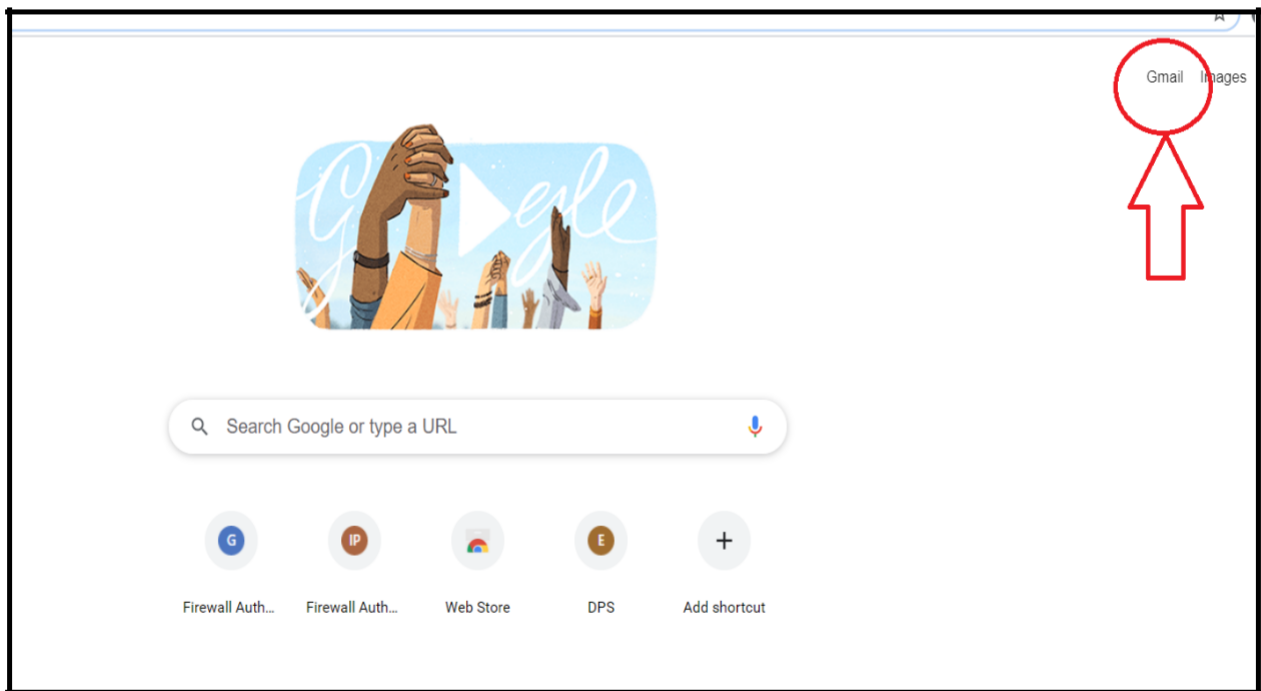 Gmail Images
Google
Search Google or type a URL
G IP E
Firewall Auth... Firewall Auth... Web Store DPS Add shortcut